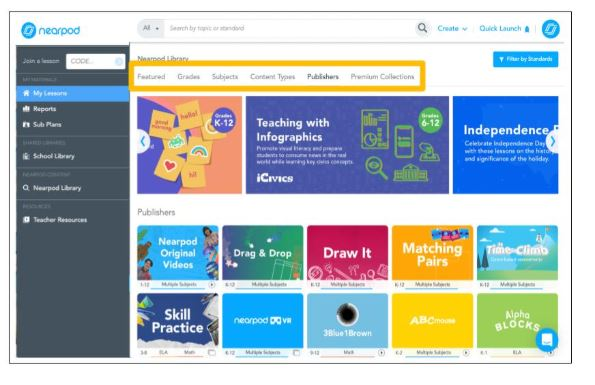 nearpod
All
Search by topic or standard
Create
Quick Launch
Join a lesson
CODE...
MY MATERIALS
My Lessons
Reports
Sub Plans
SHARED LIBRARIES
School Library
NEARPOD CONTENT
Nearpod Library
RESOURCES
Teacher Resources
Nearpod Library
Filter by Standards
Featured Grades Subjects Content Types Publishers Premium Collections
good morning
hello!
hi!
Grades
K-12
Teaching with
Infographics
Promote visual literacy and prepare
students to consume news in the real
world while learning key civics concepts.
iCivics
Grades
6-12
Independence
Celebrate Independence Day
with these lessons on the
and significance of the holiday.
Publishers
Nearpod
Original
Videos
1-12 Multiple Subjects
Drag & Drop
K-12 Multiple Subjects
Draw It
K-12 Multiple Subjects
Matching
Pairs
K-12 Multiple Subjects
Time to Climb
K-12 Multiple Subjects
Skill
Practice
3-8 ELA Math
nearpod VR
K-12 Multiple Subjects
3Blue1Brown
9-12 Math
ABCmouse
K-2 Multiple Subjects
Alpha
BLOCKS
K-1 ELA